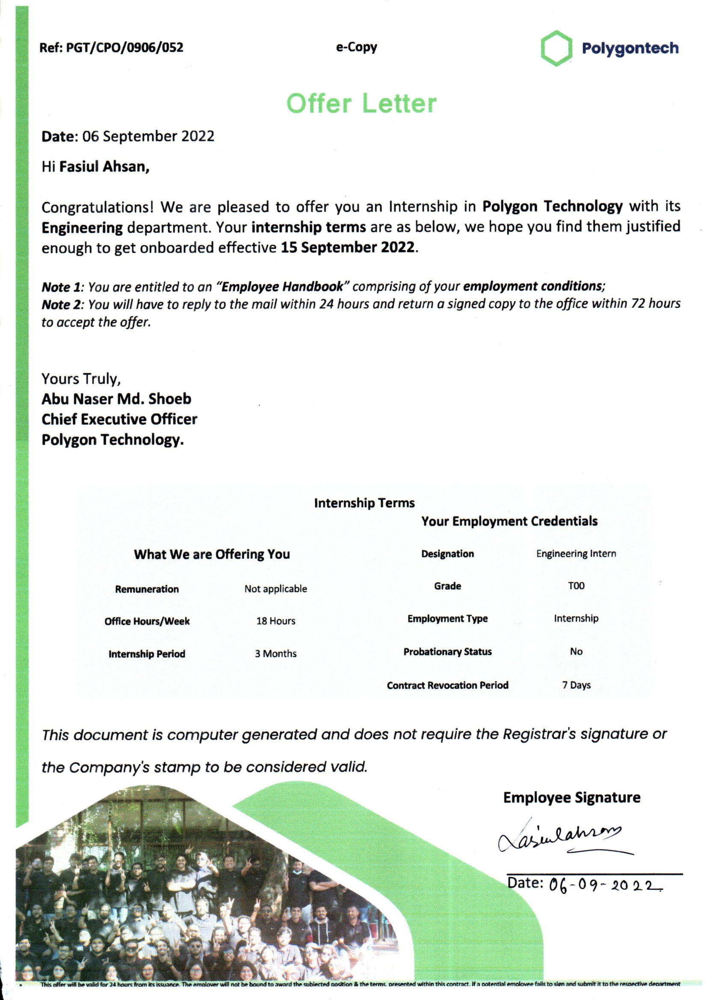 Ref: PGT/CPO/0906/052 e-Copy Polygontech
Offer Letter
Date: 06 September 2022
Hi Fasiul Ahsan,
Congratulations! We are pleased to offer you an Internship in Polygon Technology with its
Engineering department. Your internship terms are as below, we hope you find them justified
enough to get onboarded effective 15 September 2022.
Note 1: You are entitled to an “Employee Handbook” comprising of your employment conditions;
Note 2: You will have to reply to the mail within 24 hours and return a signed copy to the office within 72 hours
to accept the offer.
Yours Truly,
Abu Naser Md. Shoeb
Chief Executive Officer
Polygon Technology.
Internship Terms
What We are Offering You
Remuneration Not applicable
Office Hours/Week 18 Hours
Internship Period 3 Months
Your Employment Credentials
Designation Engineering Intern
Grade T00
Employment Type Internship
Probationary Status No
Contract Revocation Period 7 Days
This document is computer generated and does not require the Registrar's signature or
the Company's stamp to be considered valid.
Employee Signature
Fasiulahsan
Date: 06-09-2022
This offer will be valid for 24 hours from its issuance. The employer will not be bound to award the subjected position & the terms, presented within this contract, if a potential employee fails to sign and submit it to the respective department